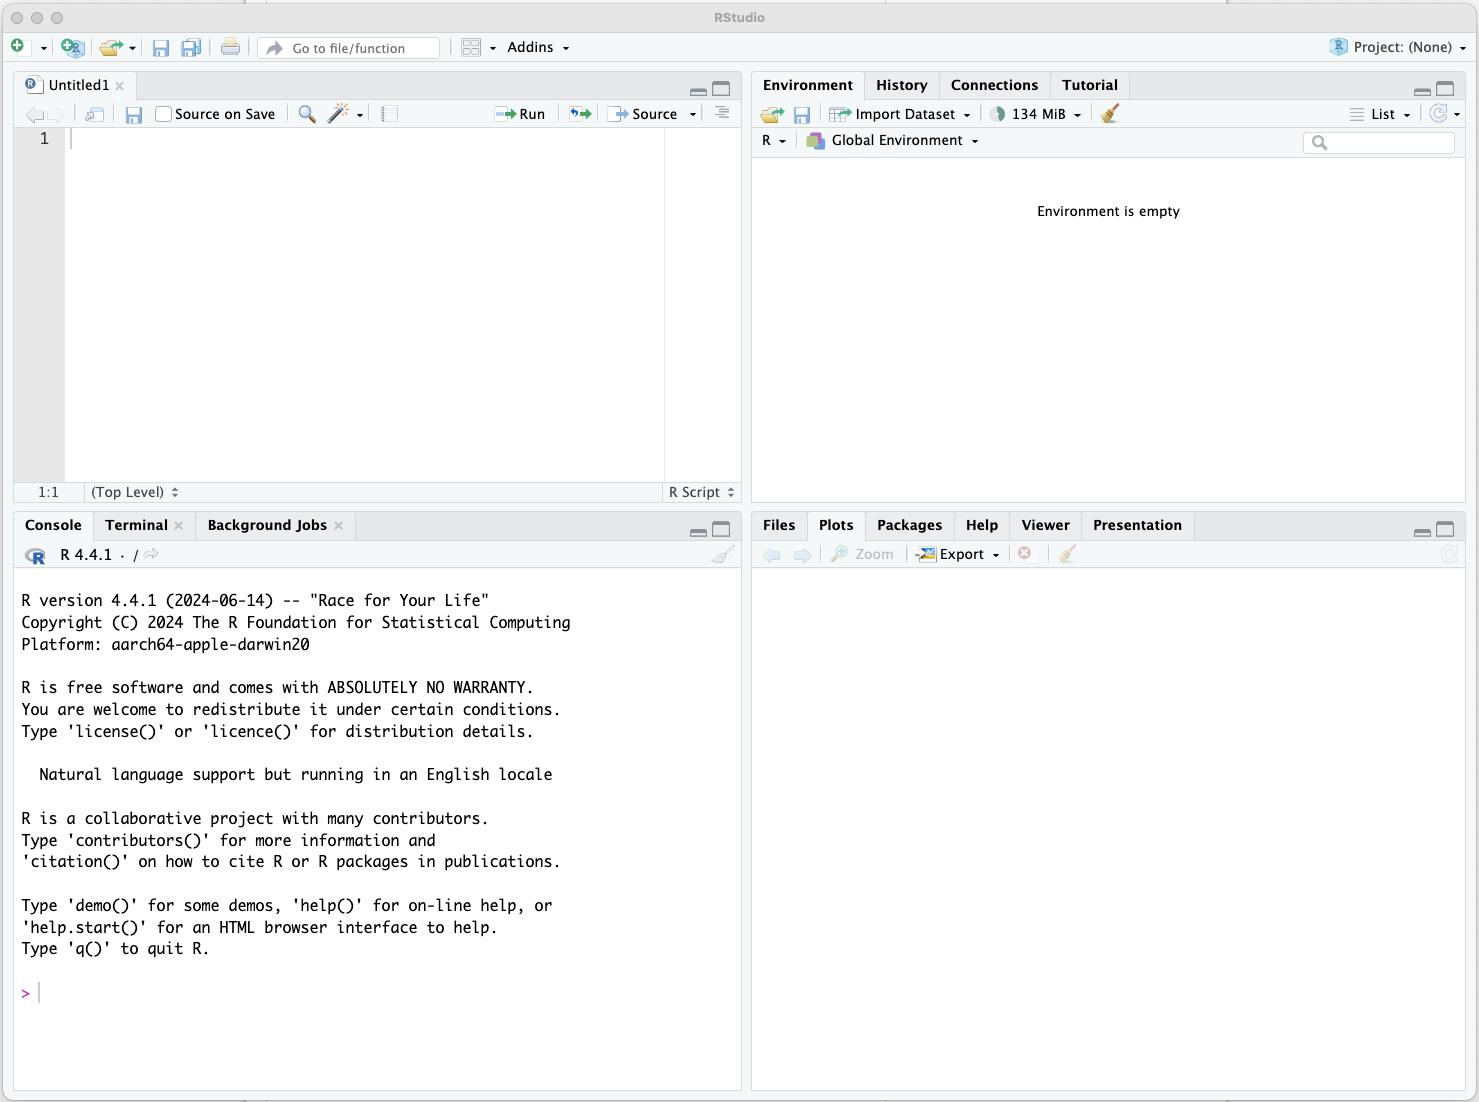 RStudio
Go to file/function
Addins
Project: (None)
Untitled1
Source on Save
Run
Source
1
1:1
(Top Level)
R Script
Environment
History
Connections
Tutorial
Import Dataset
134 MiB
List
R
Global Environment
Environment is empty
Console
Terminal
Background Jobs
R 4.4.1 · /
R version 4.4.1 (2024-06-14) -- "Race for Your Life"
Copyright (C) 2024 The R Foundation for Statistical Computing
Platform: aarch64-apple-darwin20
R is free software and comes with ABSOLUTELY NO WARRANTY.
You are welcome to redistribute it under certain conditions.
Type 'license()' or 'licence()' for distribution details.
Natural language support but running in an English locale
R is a collaborative project with many contributors.
Type 'contributors()' for more information and
'citation()' on how to cite R or R packages in publications.
Type 'demo()' for some demos, 'help()' for on-line help, or
'help.start()' for an HTML browser interface to help.
Type 'q()' to quit R.
>
Files
Plots
Packages
Help
Viewer
Presentation
Zoom
Export